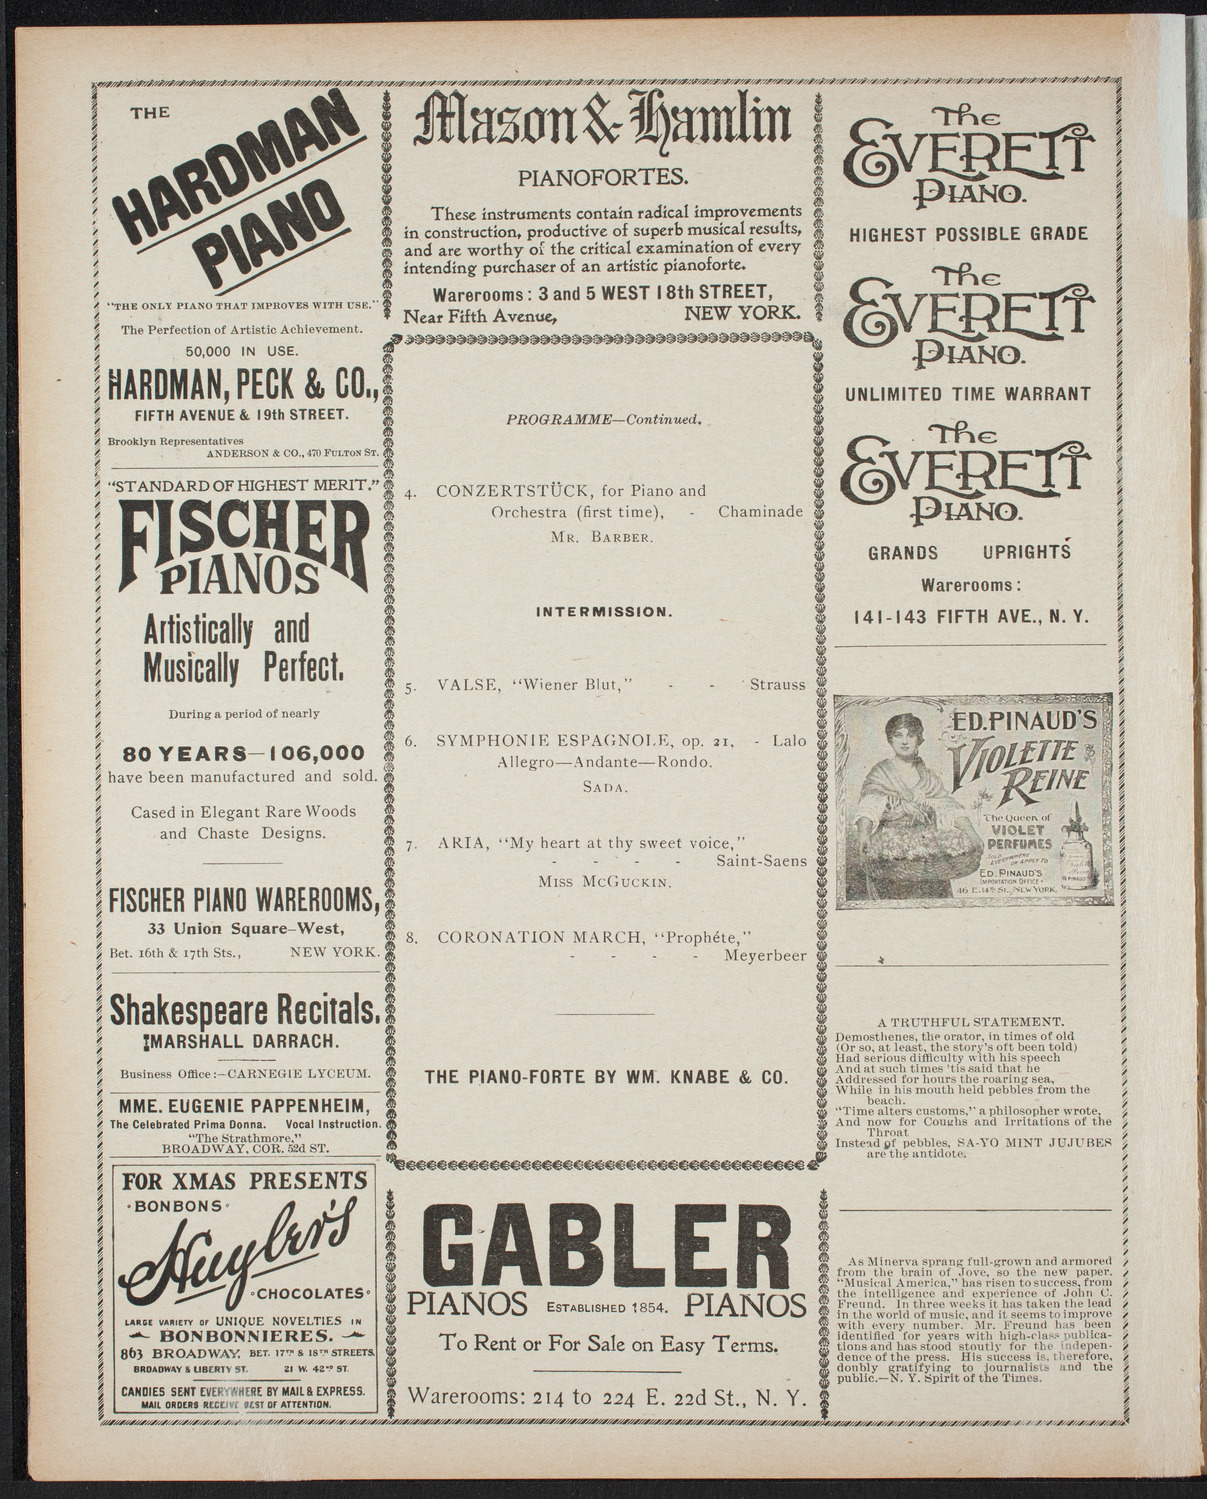 THE
HARDMAN
PIANO
"THE ONLY PIANO THAT IMPROVES WITH USE."
The Perfection of Artistic Achievement.
50,000 IN USE.
HARDMAN, PECK & CO.,
FIFTH AVENUE & 19th STREET.
Brooklyn Representatives
ANDERSON & CO., 470 FULTON ST.
"STANDARD OF HIGHEST MERIT."
FISCHER
PIANOS
Artistically and
Musically Perfect.
During a period of nearly
80 YEARS—106,000
have been manufactured and sold.
Cased in Elegant Rare Woods
and Chaste Designs.
FISCHER PIANO WAREROOMS,
33 Union Square–West,
Bet. 16th & 17th Sts., NEW YORK.
Shakespeare Recitals.
MARSHALL DARRACH.
Business Office:—CARNEGIE LYCEUM.
MME. EUGENIE PAPPENHEIM,
The Celebrated Prima Donna. Vocal Instruction.
"The Strathmore,"
BROADWAY, COR. 52d ST.
FOR XMAS PRESENTS
·BONBONS·
Huyler's
·CHOCOLATES·
LARGE VARIETY OF UNIQUE NOVELTIES IN
BONBONNIERES.
863 BROADWAY, BET. 17TH & 18TH STREETS.
BROADWAY & LIBERTY ST. 21 W. 42ND ST.
CANDIES SENT EVERYWHERE BY MAIL & EXPRESS.
MAIL ORDERS RECEIVE BEST OF ATTENTION.
Mason & Hamlin
PIANOFORTES.
These instruments contain radical improvements
in construction, productive of superb musical results,
and are worthy of the critical examination of every
intending purchaser of an artistic pianoforte.
Warerooms: 3 and 5 WEST 18th STREET,
Near Fifth Avenue, NEW YORK.
PROGRAMME—Continued.
4. CONZERTSTÜCK, for Piano and
Orchestra (first time), - Chaminade
MR. BARBER.
INTERMISSION.
5. VALSE, "Wiener Blut," - - Strauss
6. SYMPHONIE ESPAGNOLE, op. 21, - Lalo
Allegro—Andante—Rondo.
SADA.
7. ARIA, "My heart at thy sweet voice,"
- - - - Saint-Saens
MISS MCGUCKIN.
8. CORONATION MARCH, "Prophéte,"
- - - - Meyerbeer
THE PIANO-FORTE BY WM. KNABE & CO.
GABLER
PIANOS ESTABLISHED 1854. PIANOS
To Rent or For Sale on Easy Terms.
Warerooms: 214 to 224 E. 22d St., N. Y.
The
EVERETT
PIANO.
HIGHEST POSSIBLE GRADE
The
EVERETT
PIANO.
UNLIMITED TIME WARRANT
The
EVERETT
PIANO.
GRANDS UPRIGHTS
Warerooms:
141-143 FIFTH AVE., N. Y.
ED. PINAUD'S
VIOLETTE
REINE
The Queen of
VIOLET
PERFUMES
SOLD EVERYWHERE
OR APPLY TO
ED. PINAUD'S
IMPORTATION OFFICE·
46 E. 14TH ST., NEW YORK.
A TRUTHFUL STATEMENT.
Demosthenes, the orator, in times of old
(Or so, at least, the story's oft been told)
Had serious difficulty with his speech
And at such times 'tis said that he
Addressed for hours the roaring sea,
While in his mouth held pebbles from the
beach.
"Time alters customs," a philosopher wrote,
And now for Coughs and Irritations of the
Throat
Instead of pebbles, SA-YO MINT JUJUBES
are the antidote.
As Minerva sprang full-grown and armored
from the brain of Jove, so the new paper.
"Musical America," has risen to success, from
the intelligence and experience of John C.
Freund. In three weeks it has taken the lead
in the world of music, and it seems to improve
with every number. Mr. Freund has been
identified for years with high-class publica-
tions and has stood stoutly for the indepen-
dence of the press. His success is, therefore,
doubly gratifying to journalists and the
public.—N. Y. Spirit of the Times.